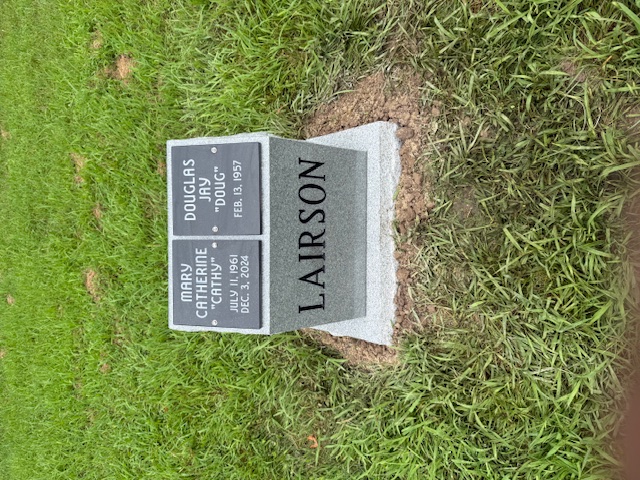 MARY
CATHERINE
"CATHY"
JULY 11, 1961
DEC. 3, 2024
DOUGLAS
JAY
"DOUG"
FEB. 13, 1957
LAIRSON